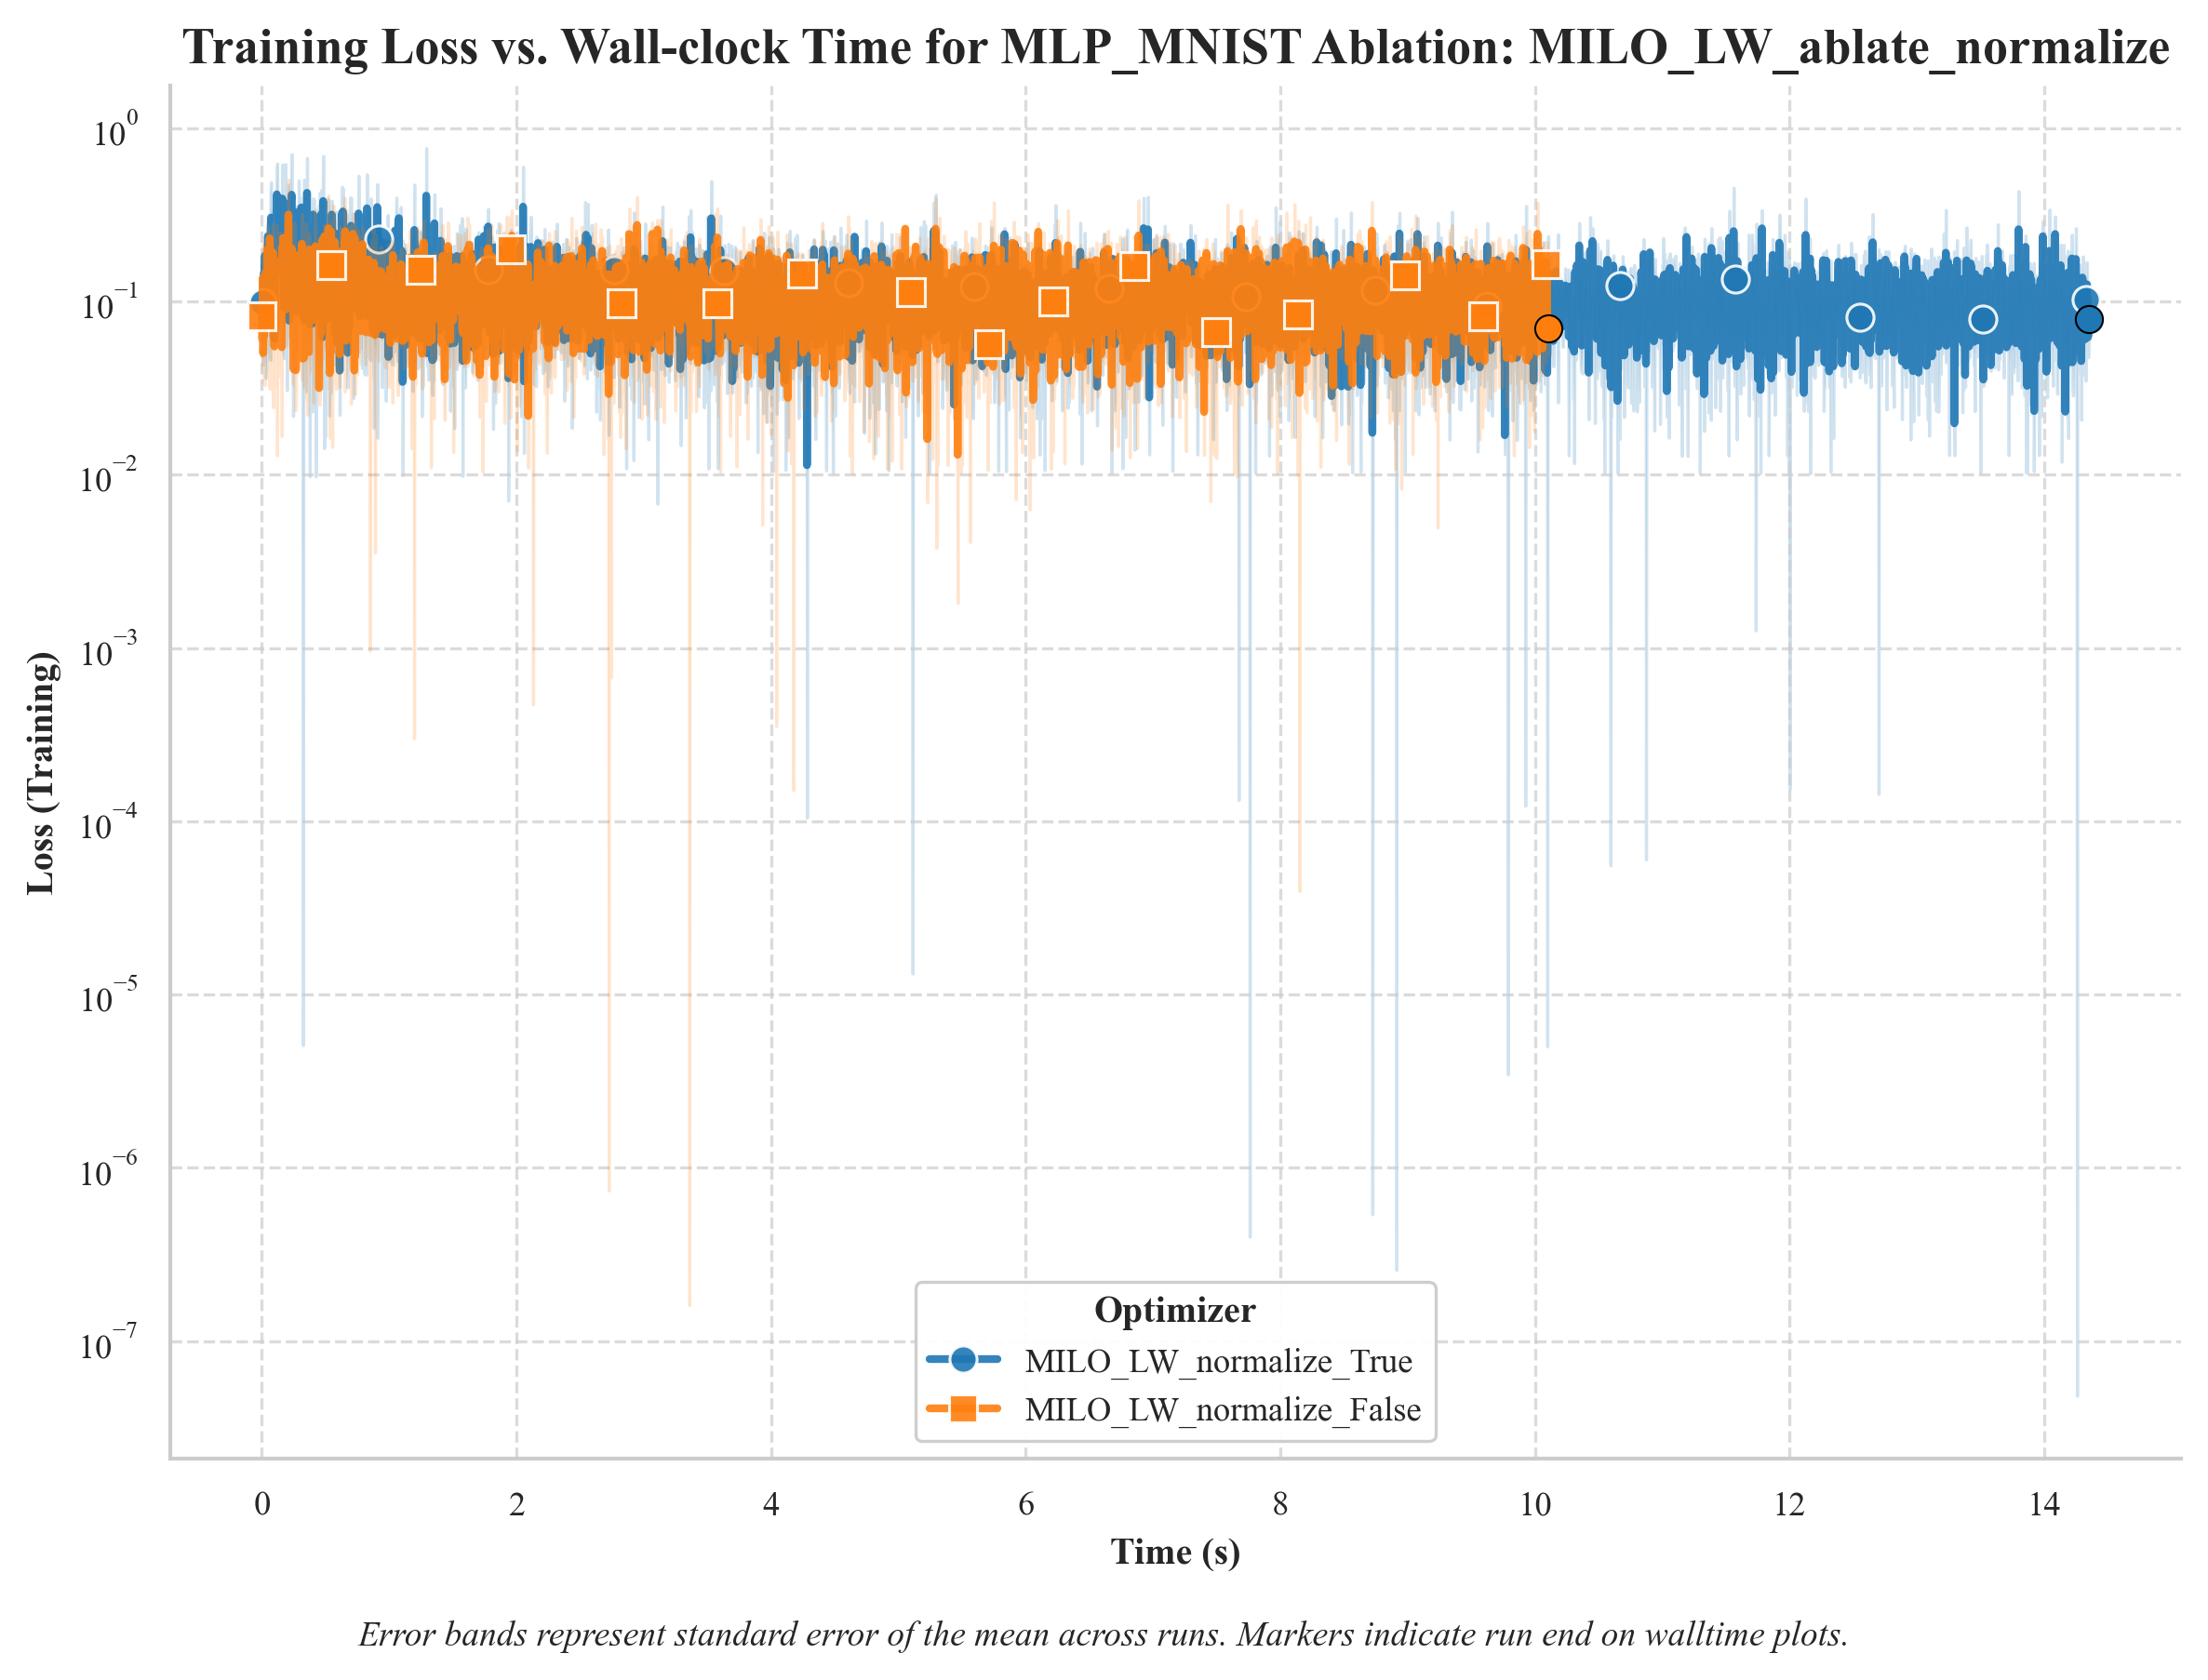 Training Loss vs. Wall-clock Time for MLP_MNIST Ablation: MILO_LW_ablate_normalize
Loss (Training)
10^0
10^−1
10^−2
10^−3
10^−4
10^−5
10^−6
10^−7
Optimizer
MILO_LW_normalize_True
MILO_LW_normalize_False
0 2 4 6 8 10 12 14
Time (s)
Error bands represent standard error of the mean across runs. Markers indicate run end on walltime plots.